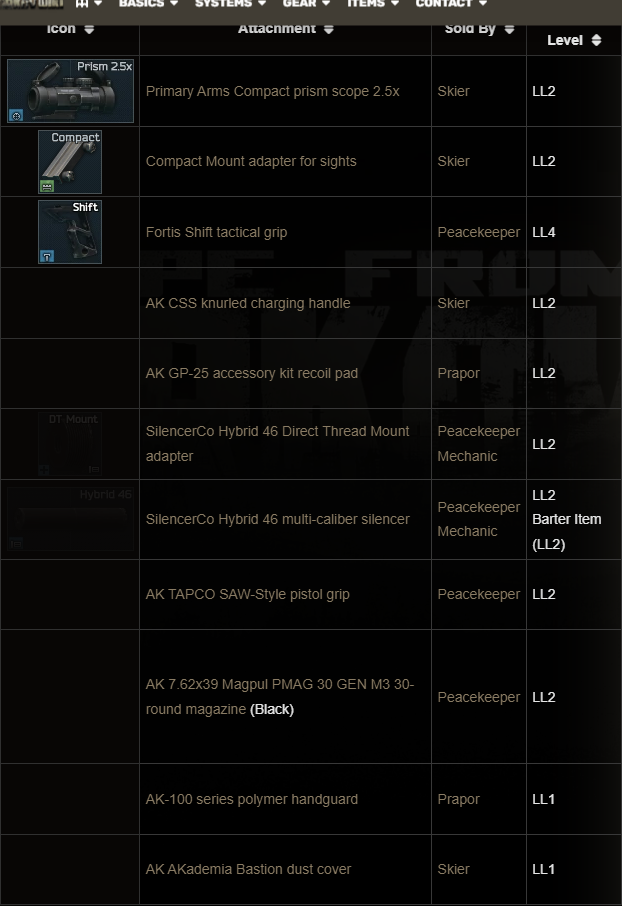 BASICS SYSTEMS GEAR ITEMS CONTACT
Icon Attachment Sold By
Level
Prism 2.5x
Primary Arms Compact prism scope 2.5x Skier LL2
Compact
Compact Mount adapter for sights Skier LL2
Shift
Fortis Shift tactical grip Peacekeeper LL4
AK CSS knurled charging handle Skier LL2
AK GP-25 accessory kit recoil pad Prapor LL2
DT-Mount
SilencerCo Hybrid 46 Direct Thread Mount
adapter
Peacekeeper
Mechanic
LL2
Hybrid 46
SilencerCo Hybrid 46 multi-caliber silencer
Peacekeeper
Mechanic
LL2
Barter Item
(LL2)
AK TAPCO SAW-Style pistol grip Peacekeeper LL2
AK 7.62x39 Magpul PMAG 30 GEN M3 30-
round magazine (Black)
Peacekeeper LL2
AK-100 series polymer handguard Prapor LL1
AK AKademia Bastion dust cover Skier LL1